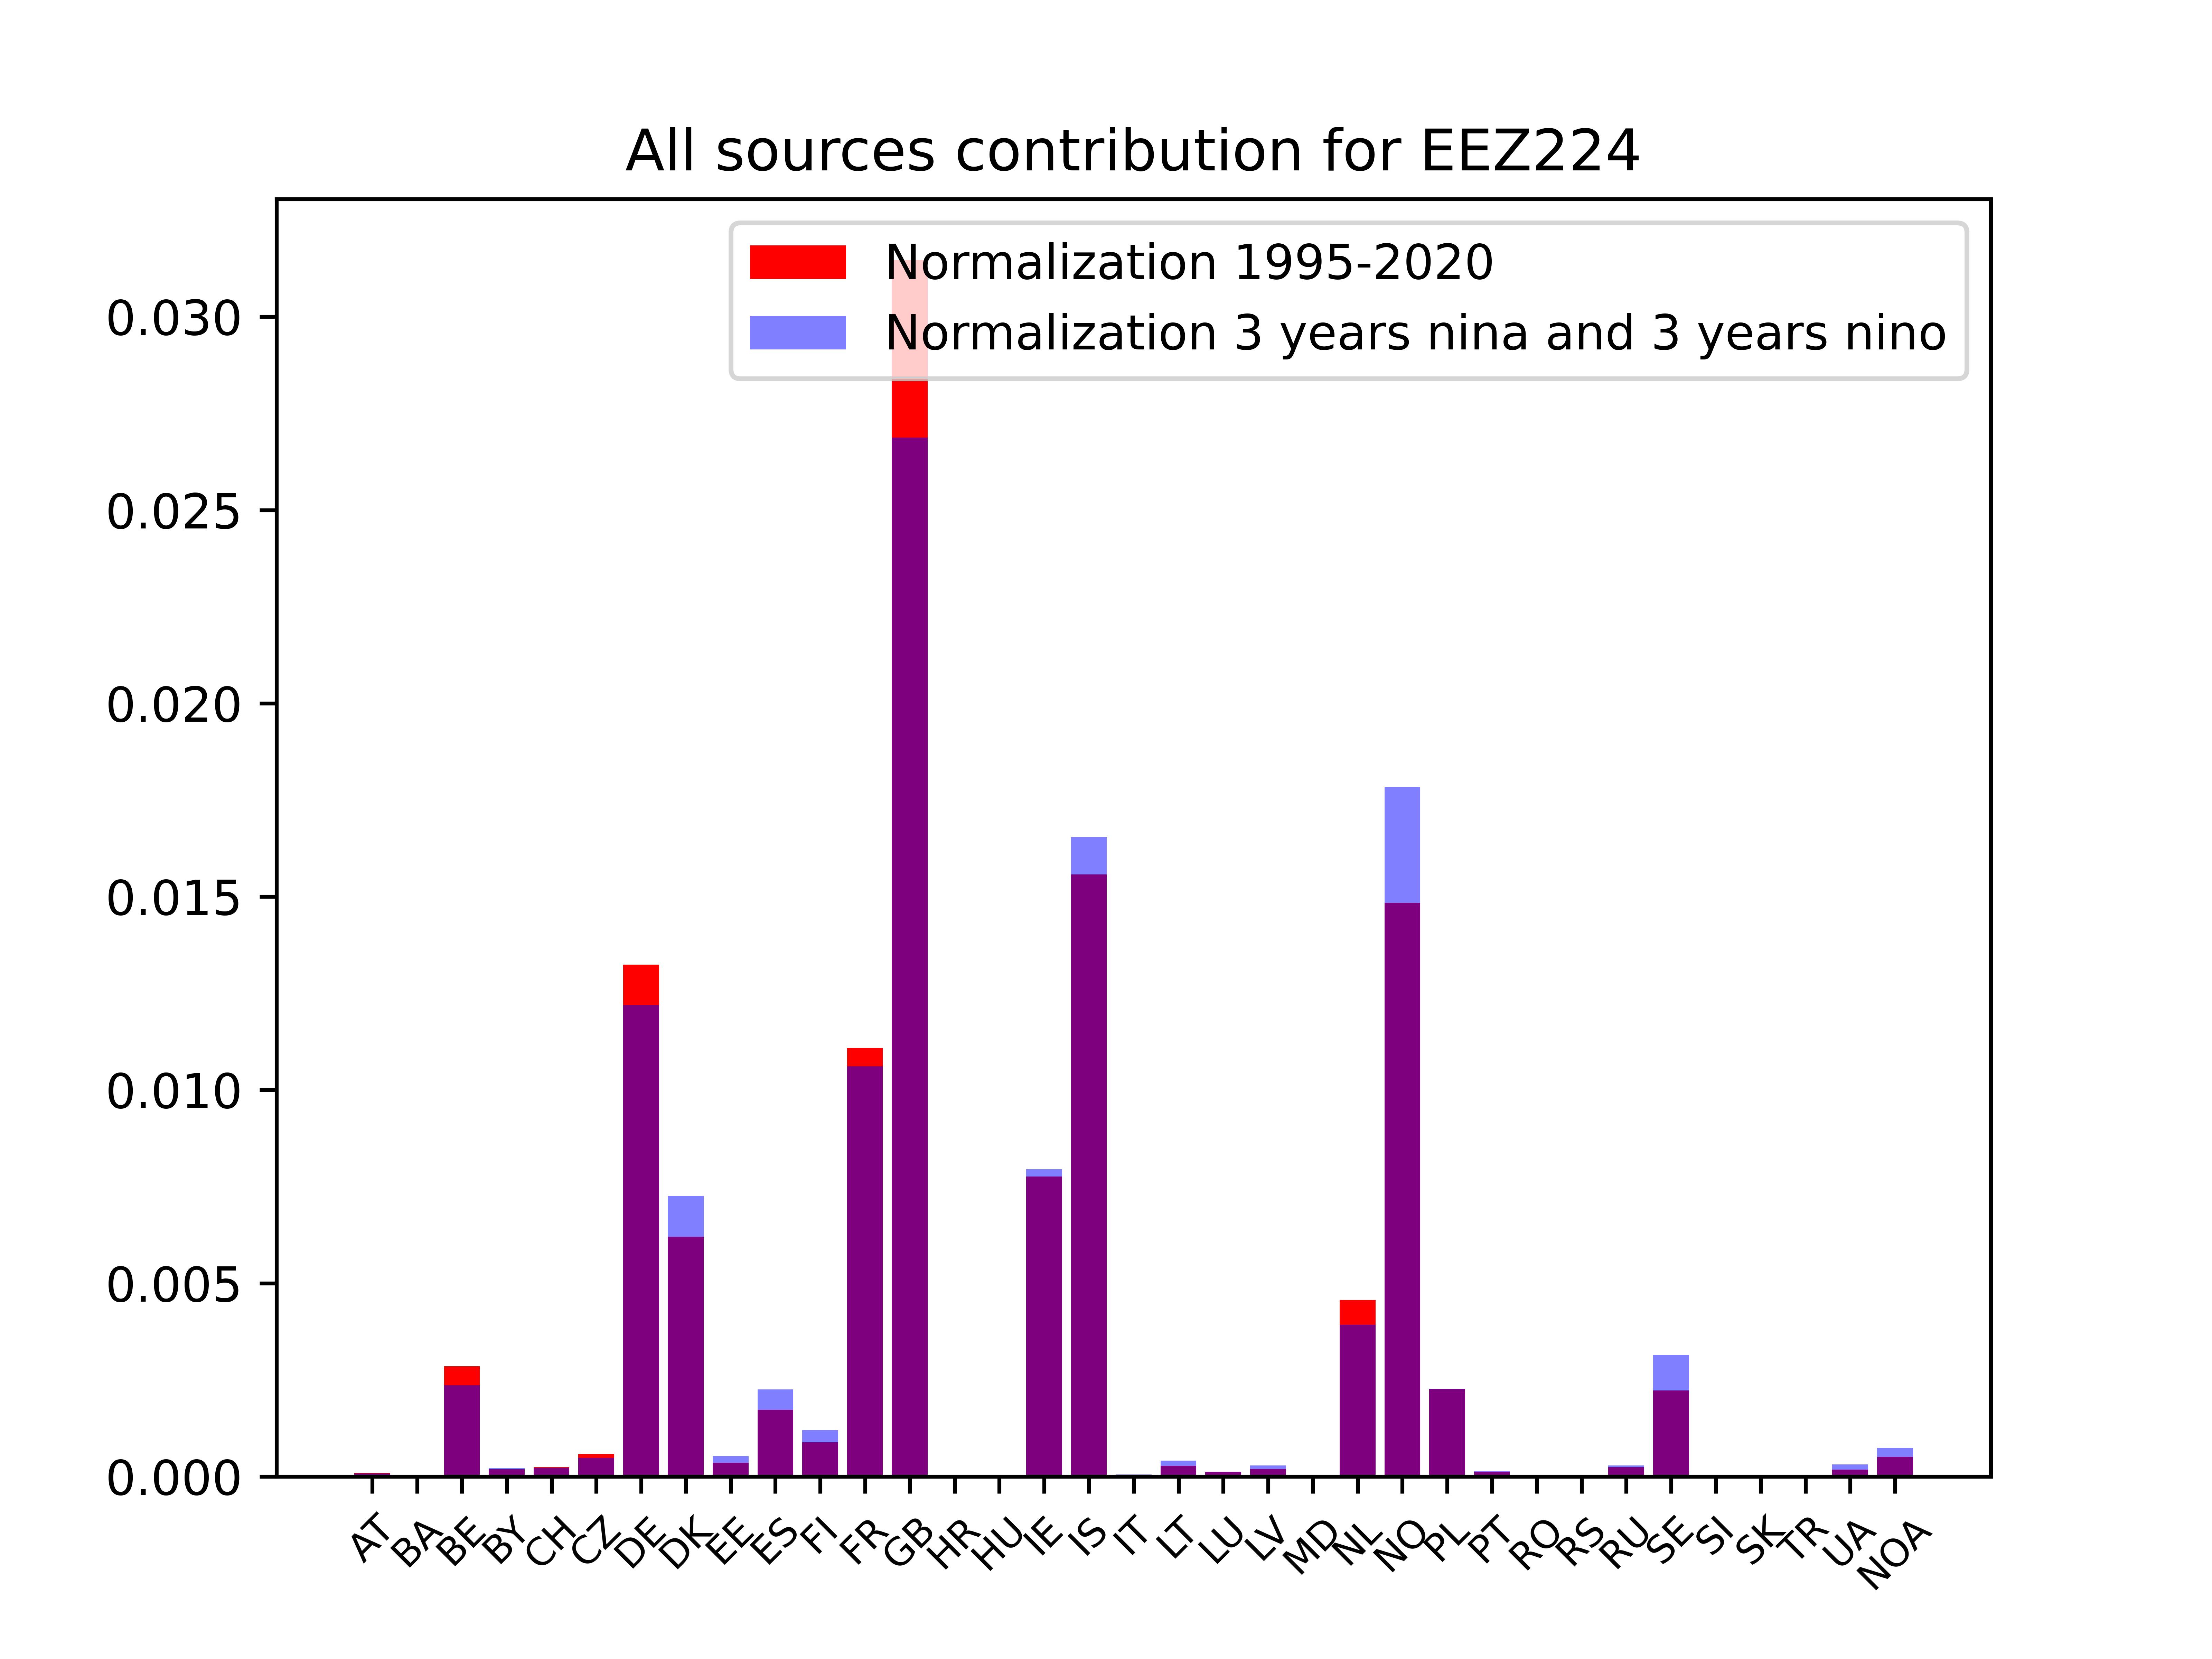 All sources contribution for EEZ224
Normalization 1995-2020
Normalization 3 years nina and 3 years nino
0.030
0.025
0.020
0.015
0.010
0.005
0.000
AT BA BE BY CH CZ DE DK EE ES FI FR GB HR HU IE IS IT LT LU LV MD NL NO PL PT RO RS RU SE SI SK TR UA NOA